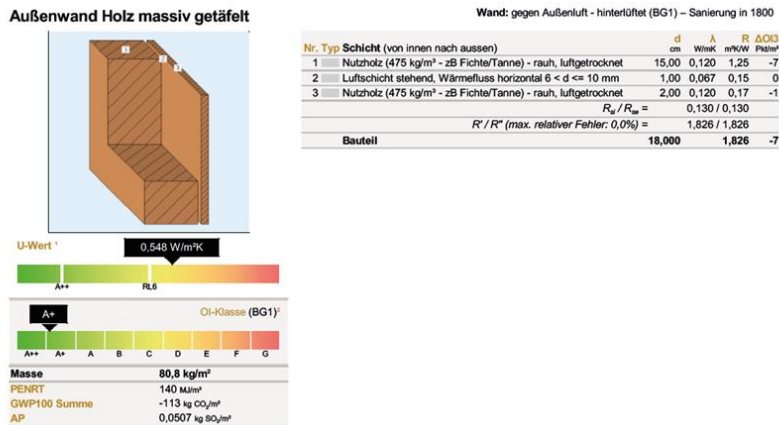 Außenwand Holz massiv getäfelt
Wand: gegen Außenluft - hinterlüftet (BG1) – Sanierung in 1800
Nr. Typ Schicht (von innen nach aussen) d cm λ W/mK R m²K/W ΔOI3 Pkt/m²
1 Nutzholz (475 kg/m³ - zB Fichte/Tanne) - rauh, luftgetrocknet 15,00 0,120 1,25 -7
2 Luftschicht stehend, Wärmefluss horizontal 6 < d <= 10 mm 1,00 0,067 0,15 0
3 Nutzholz (475 kg/m³ - zB Fichte/Tanne) - rauh, luftgetrocknet 2,00 0,120 0,17 -1
Rsi / Rse = 0,130 / 0,130
R' / R" (max. relativer Fehler: 0,0%) = 1,826 / 1,826
Bauteil 18,000 1,826 -7
1
2
3
U-Wert ¹
0,548 W/m²K
A++ RL6
A+
OI-Klasse (BG1)²
A++ A+ A B C D E F G
Masse 80,8 kg/m²
PENRT 140 MJ/m²
GWP100 Summe -113 kg CO₂/m²
AP 0,0507 kg SO₂/m²